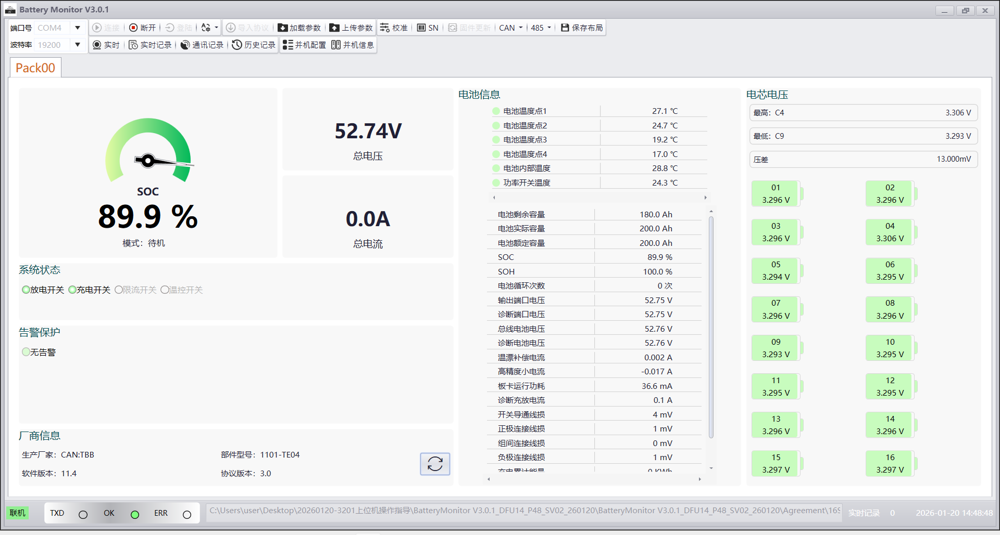 Battery Monitor V3.0.1
端口号 COM4 连接 断开 登陆 导入协议 加载参数 上传参数 校准 SN 固件更新 CAN 485 保存布局
波特率 19200 实时 实时记录 通讯记录 历史记录 并机配置 并机信息
Pack00
SOC
89.9 %
模式：待机
52.74V
总电压
0.0A
总电流
系统状态
放电开关 充电开关 限流开关 温控开关
告警保护
无告警
厂商信息
生产厂家：CAN:TBB 部件型号：1101-TE04
软件版本：11.4 协议版本：3.0
电池信息
电池温度点1 27.1 ℃
电池温度点2 24.7 ℃
电池温度点3 19.2 ℃
电池温度点4 17.0 ℃
电池内部温度 28.8 ℃
功率开关温度 24.3 ℃
电池剩余容量 180.0 Ah
电池实际容量 200.0 Ah
电池额定容量 200.0 Ah
SOC 89.9 %
SOH 100.0 %
电池循环次数 0 次
输出端口电压 52.75 V
诊断端口电压 52.75 V
总线电池电压 52.76 V
诊断电池电压 52.76 V
温漂补偿电流 0.002 A
高精度小电流 -0.017 A
板卡运行功耗 36.6 mA
诊断充放电流 0.1 A
开关导通线损 4 mV
正极连接线损 1 mV
组间连接线损 0 mV
负极连接线损 1 mV
充电累计能量 0 KWh
电芯电压
最高：C4 3.306 V
最低：C9 3.293 V
压差 13.000mV
01 02
3.296 V 3.296 V
03 04
3.296 V 3.306 V
05 06
3.294 V 3.295 V
07 08
3.296 V 3.296 V
09 10
3.293 V 3.295 V
11 12
3.295 V 3.295 V
13 14
3.296 V 3.296 V
15 16
3.297 V 3.297 V
联机 TXD OK ERR C:\Users\user\Desktop\20260120-3201上位机操作指导\BatteryMonitor V3.0.1_DFU14_P48_SV02_260120\BatteryMonitor V3.0.1_DFU14_P48_SV02_260120\Agreement\16S 实时记录 0 2026-01-20 14:48:48